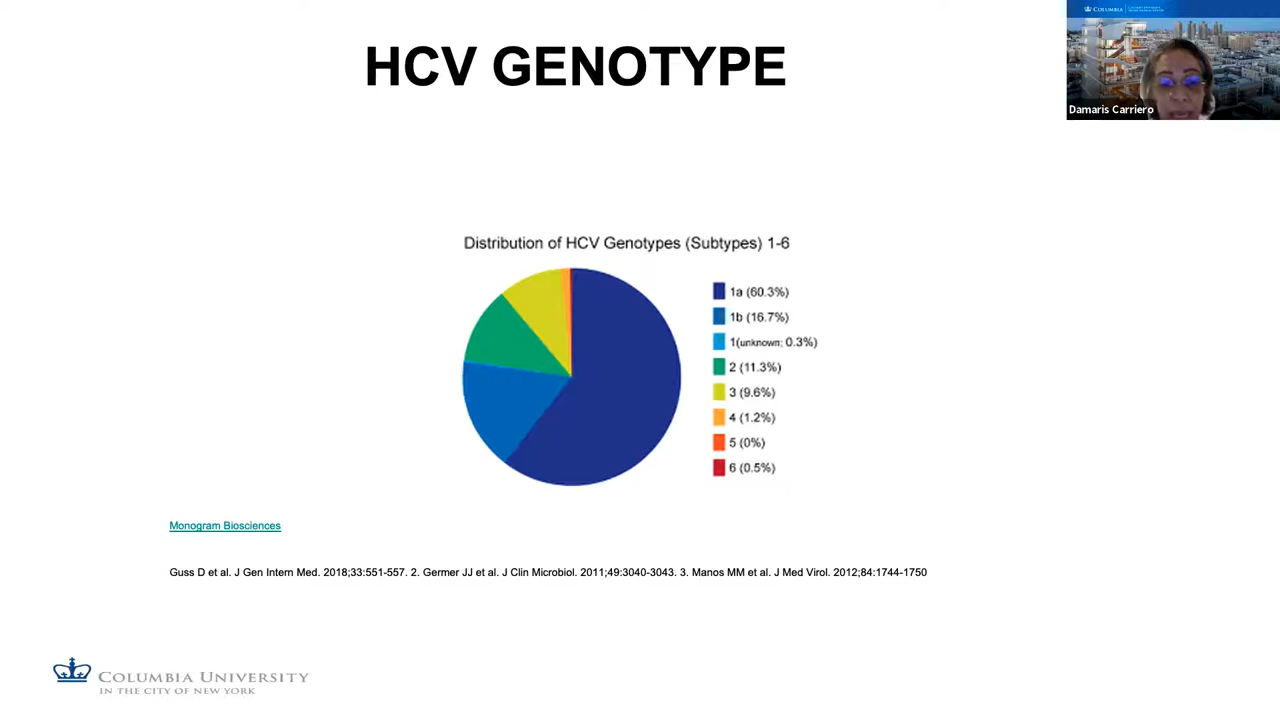 HCV GENOTYPE
COLUMBIA
Damaris Carriero
Distribution of HCV Genotypes (Subtypes) 1-6
1a (60.3%)
1b (16.7%)
1(unknown; 0.3%)
2 (11.3%)
3 (9.6%)
4 (1.2%)
5 (0%)
6 (0.5%)
Monogram Biosciences
Guss D et al. J Gen Intern Med. 2018;33:551-557. 2. Germer JJ et al. J Clin Microbiol. 2011;49:3040-3043. 3. Manos MM et al. J Med Virol. 2012;84:1744-1750
COLUMBIA UNIVERSITY
IN THE CITY OF NEW YORK